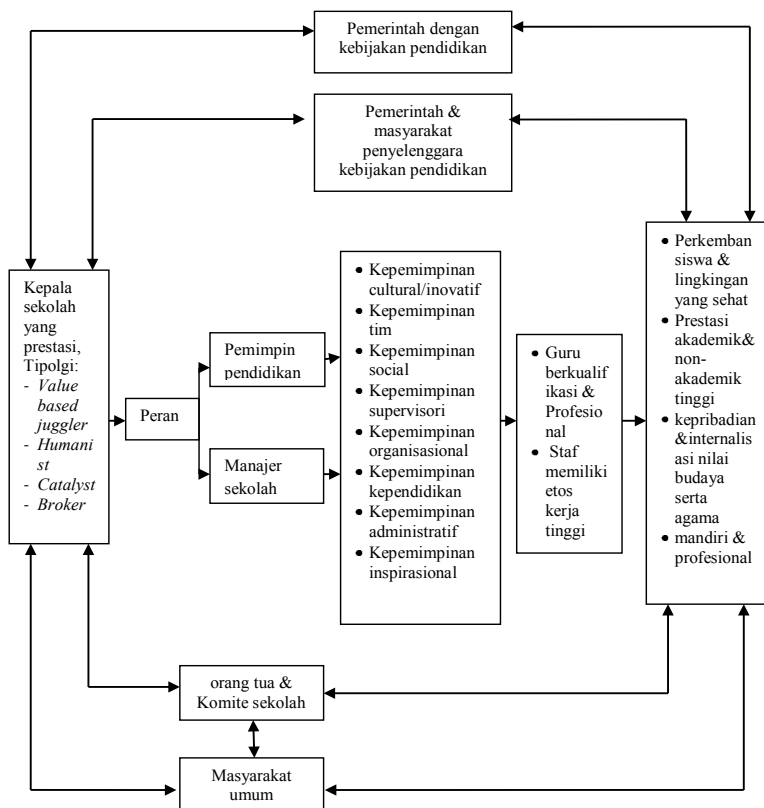 Pemerintah dengan
kebijakan pendidikan
Pemerintah &
masyarakat
penyelenggara
kebijakan pendidikan
Kepala
sekolah yang
prestasi,
Tipolgi:
- Value
based
juggler
- Humani
st
- Catalyst
- Broker
Peran
Pemimpin
pendidikan
Manajer
sekolah
• Kepemimpinan
cultural/inovatif
• Kepemimpinan
tim
• Kepemimpinan
social
• Kepemimpinan
supervisori
• Kepemimpinan
organisasional
• Kepemimpinan
kependidikan
• Kepemimpinan
administratif
• Kepemimpinan
inspirasional
• Guru
berkualif
ikasi &
Profesio
nal
• Staf
memiliki
etos
kerja
tinggi
• Perkemban
siswa &
lingkingan
yang sehat
• Prestasi
akademik&
non-
akademik
tinggi
• kepribadian
&internalis
asi nilai
budaya
serta
agama
• mandiri &
profesional
orang tua &
Komite sekolah
Masyarakat
umum